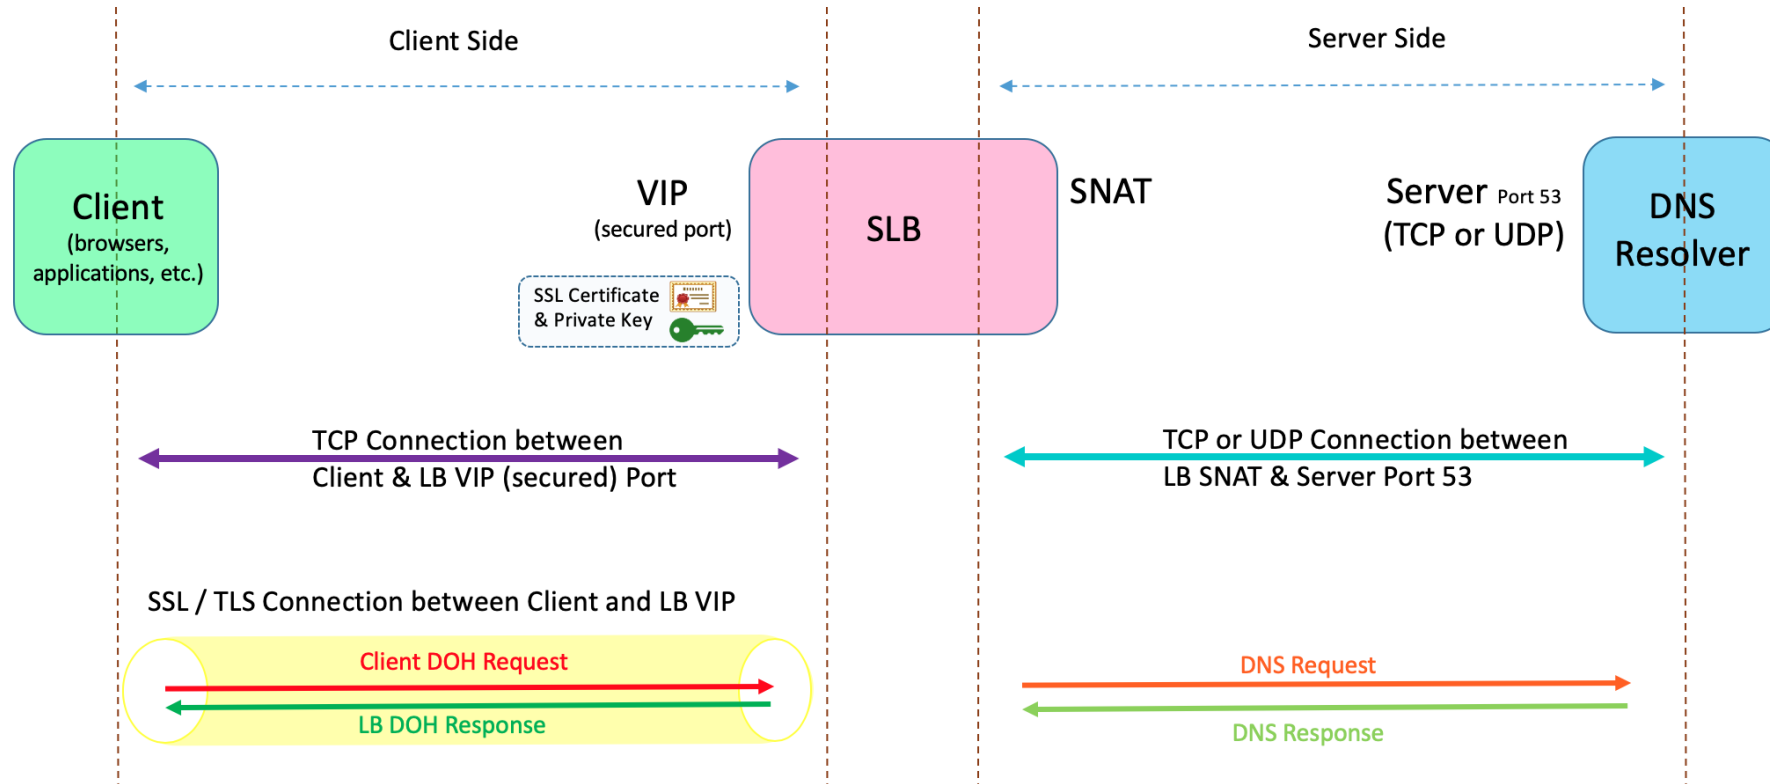 Client Side
Server Side
Client
(browsers,
applications, etc.)
VIP
(secured port)
SSL Certificate
& Private Key
SLB
SNAT
Server Port 53
(TCP or UDP)
DNS
Resolver
TCP Connection between
Client & LB VIP (secured) Port
TCP or UDP Connection between
LB SNAT & Server Port 53
SSL / TLS Connection between Client and LB VIP
Client DOH Request
LB DOH Response
DNS Request
DNS Response